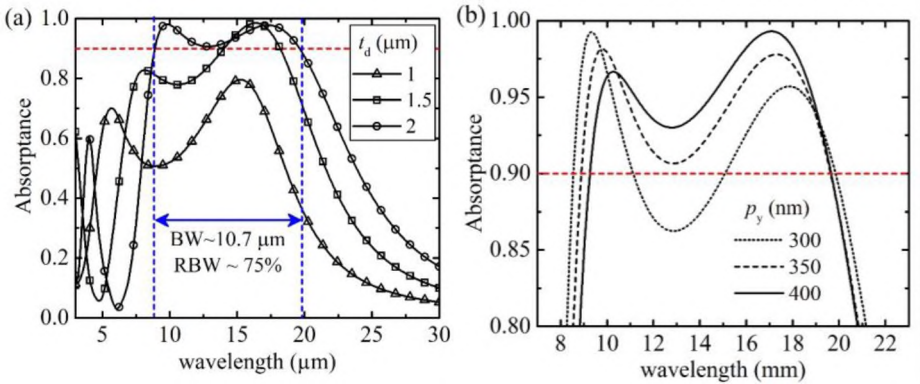 (a)
Absorptance
1.0
0.8
0.6
0.4
0.2
0.0
t_d (μm)
1
1.5
2
BW~10.7 μm
RBW ~ 75%
5 10 15 20 25 30
wavelength (μm)
(b)
Absorptance
1.00
0.95
0.90
0.85
0.80
p_y (nm)
300
350
400
8 10 12 14 16 18 20 22
wavelength (mm)